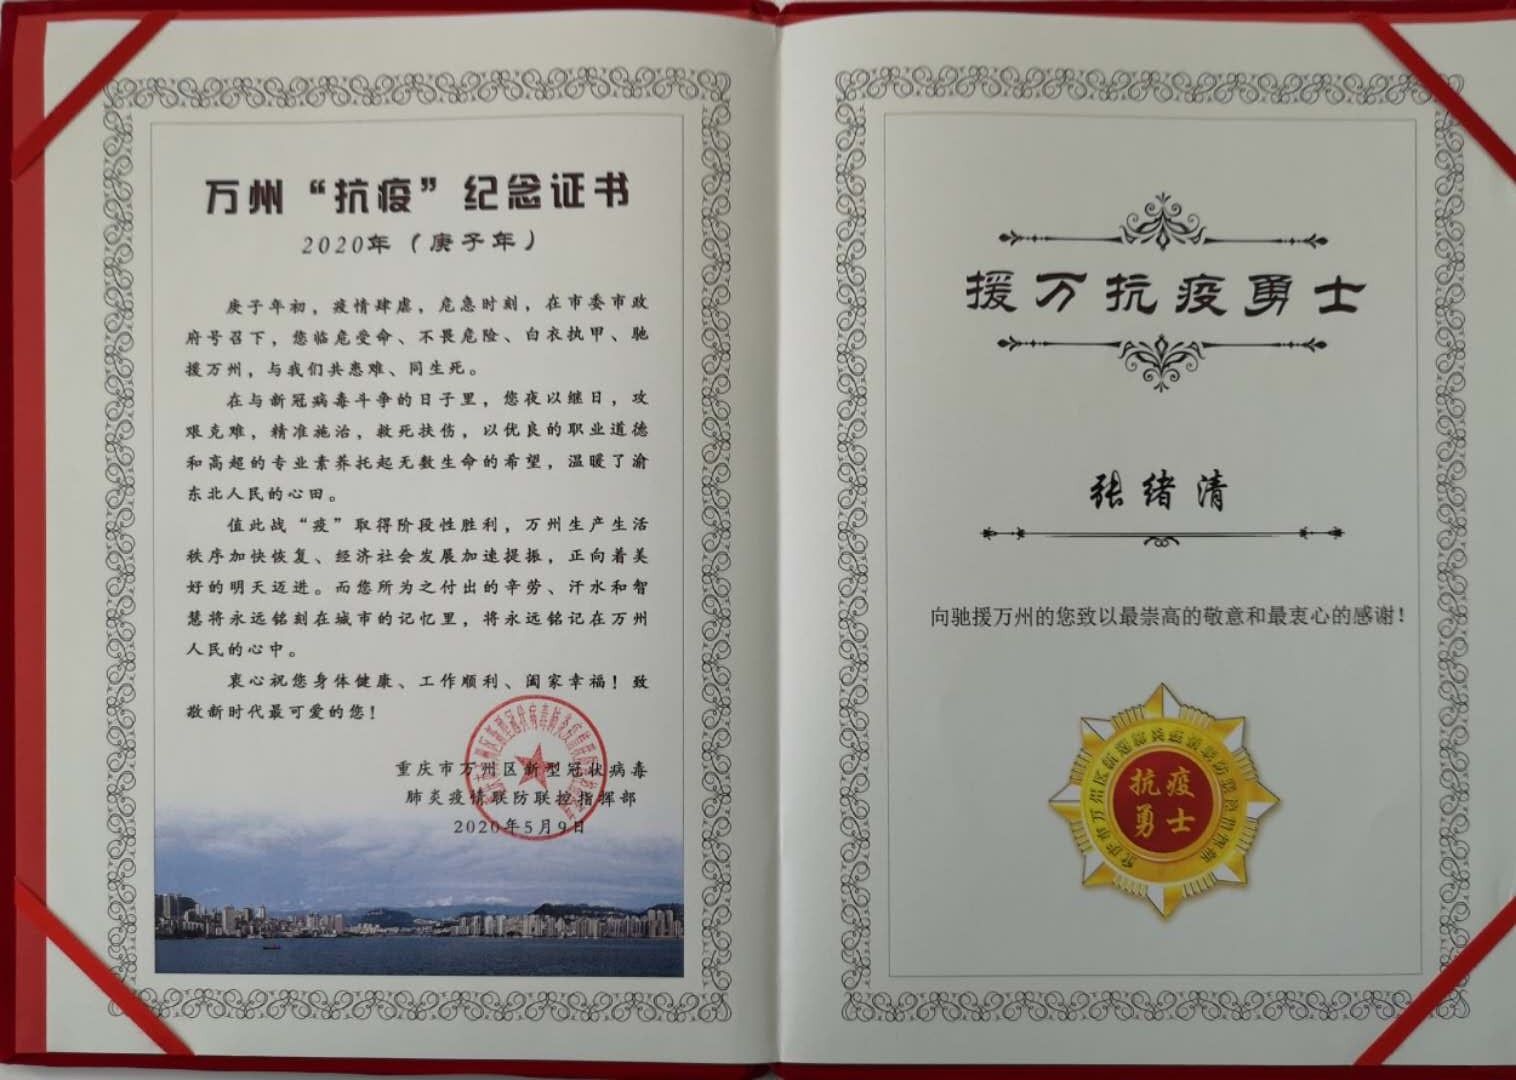 万州“抗疫”纪念证书
2020年（庚子年）
庚子年初，疫情肆虐，危急时刻，在市委市政
府号召下，您临危受命、不畏危险、白衣执甲、驰
援万州，与我们共患难、同生死。
在与新冠病毒斗争的日子里，您夜以继日，攻
艰克难，精准施治，救死扶伤，以优良的职业道德
和高超的专业素养托起无数生命的希望，温暖了渝
东北人民的心田。
值此战“疫”取得阶段性胜利，万州生产生活
秩序加快恢复、经济社会发展加速提振，正向着美
好的明天迈进。而您所为之付出的辛劳、汗水和智
慧将永远铭刻在城市的记忆里，将永远铭记在万州
人民的心中。
衷心祝您身体健康、工作顺利、阖家幸福！致
敬新时代最可爱的您！
重庆市万州区新型冠状病毒
肺炎疫情联防联控指挥部
2020年5月9日
援万抗疫勇士
张绪清
向驰援万州的您致以最崇高的敬意和最衷心的感谢！
抗疫
勇士